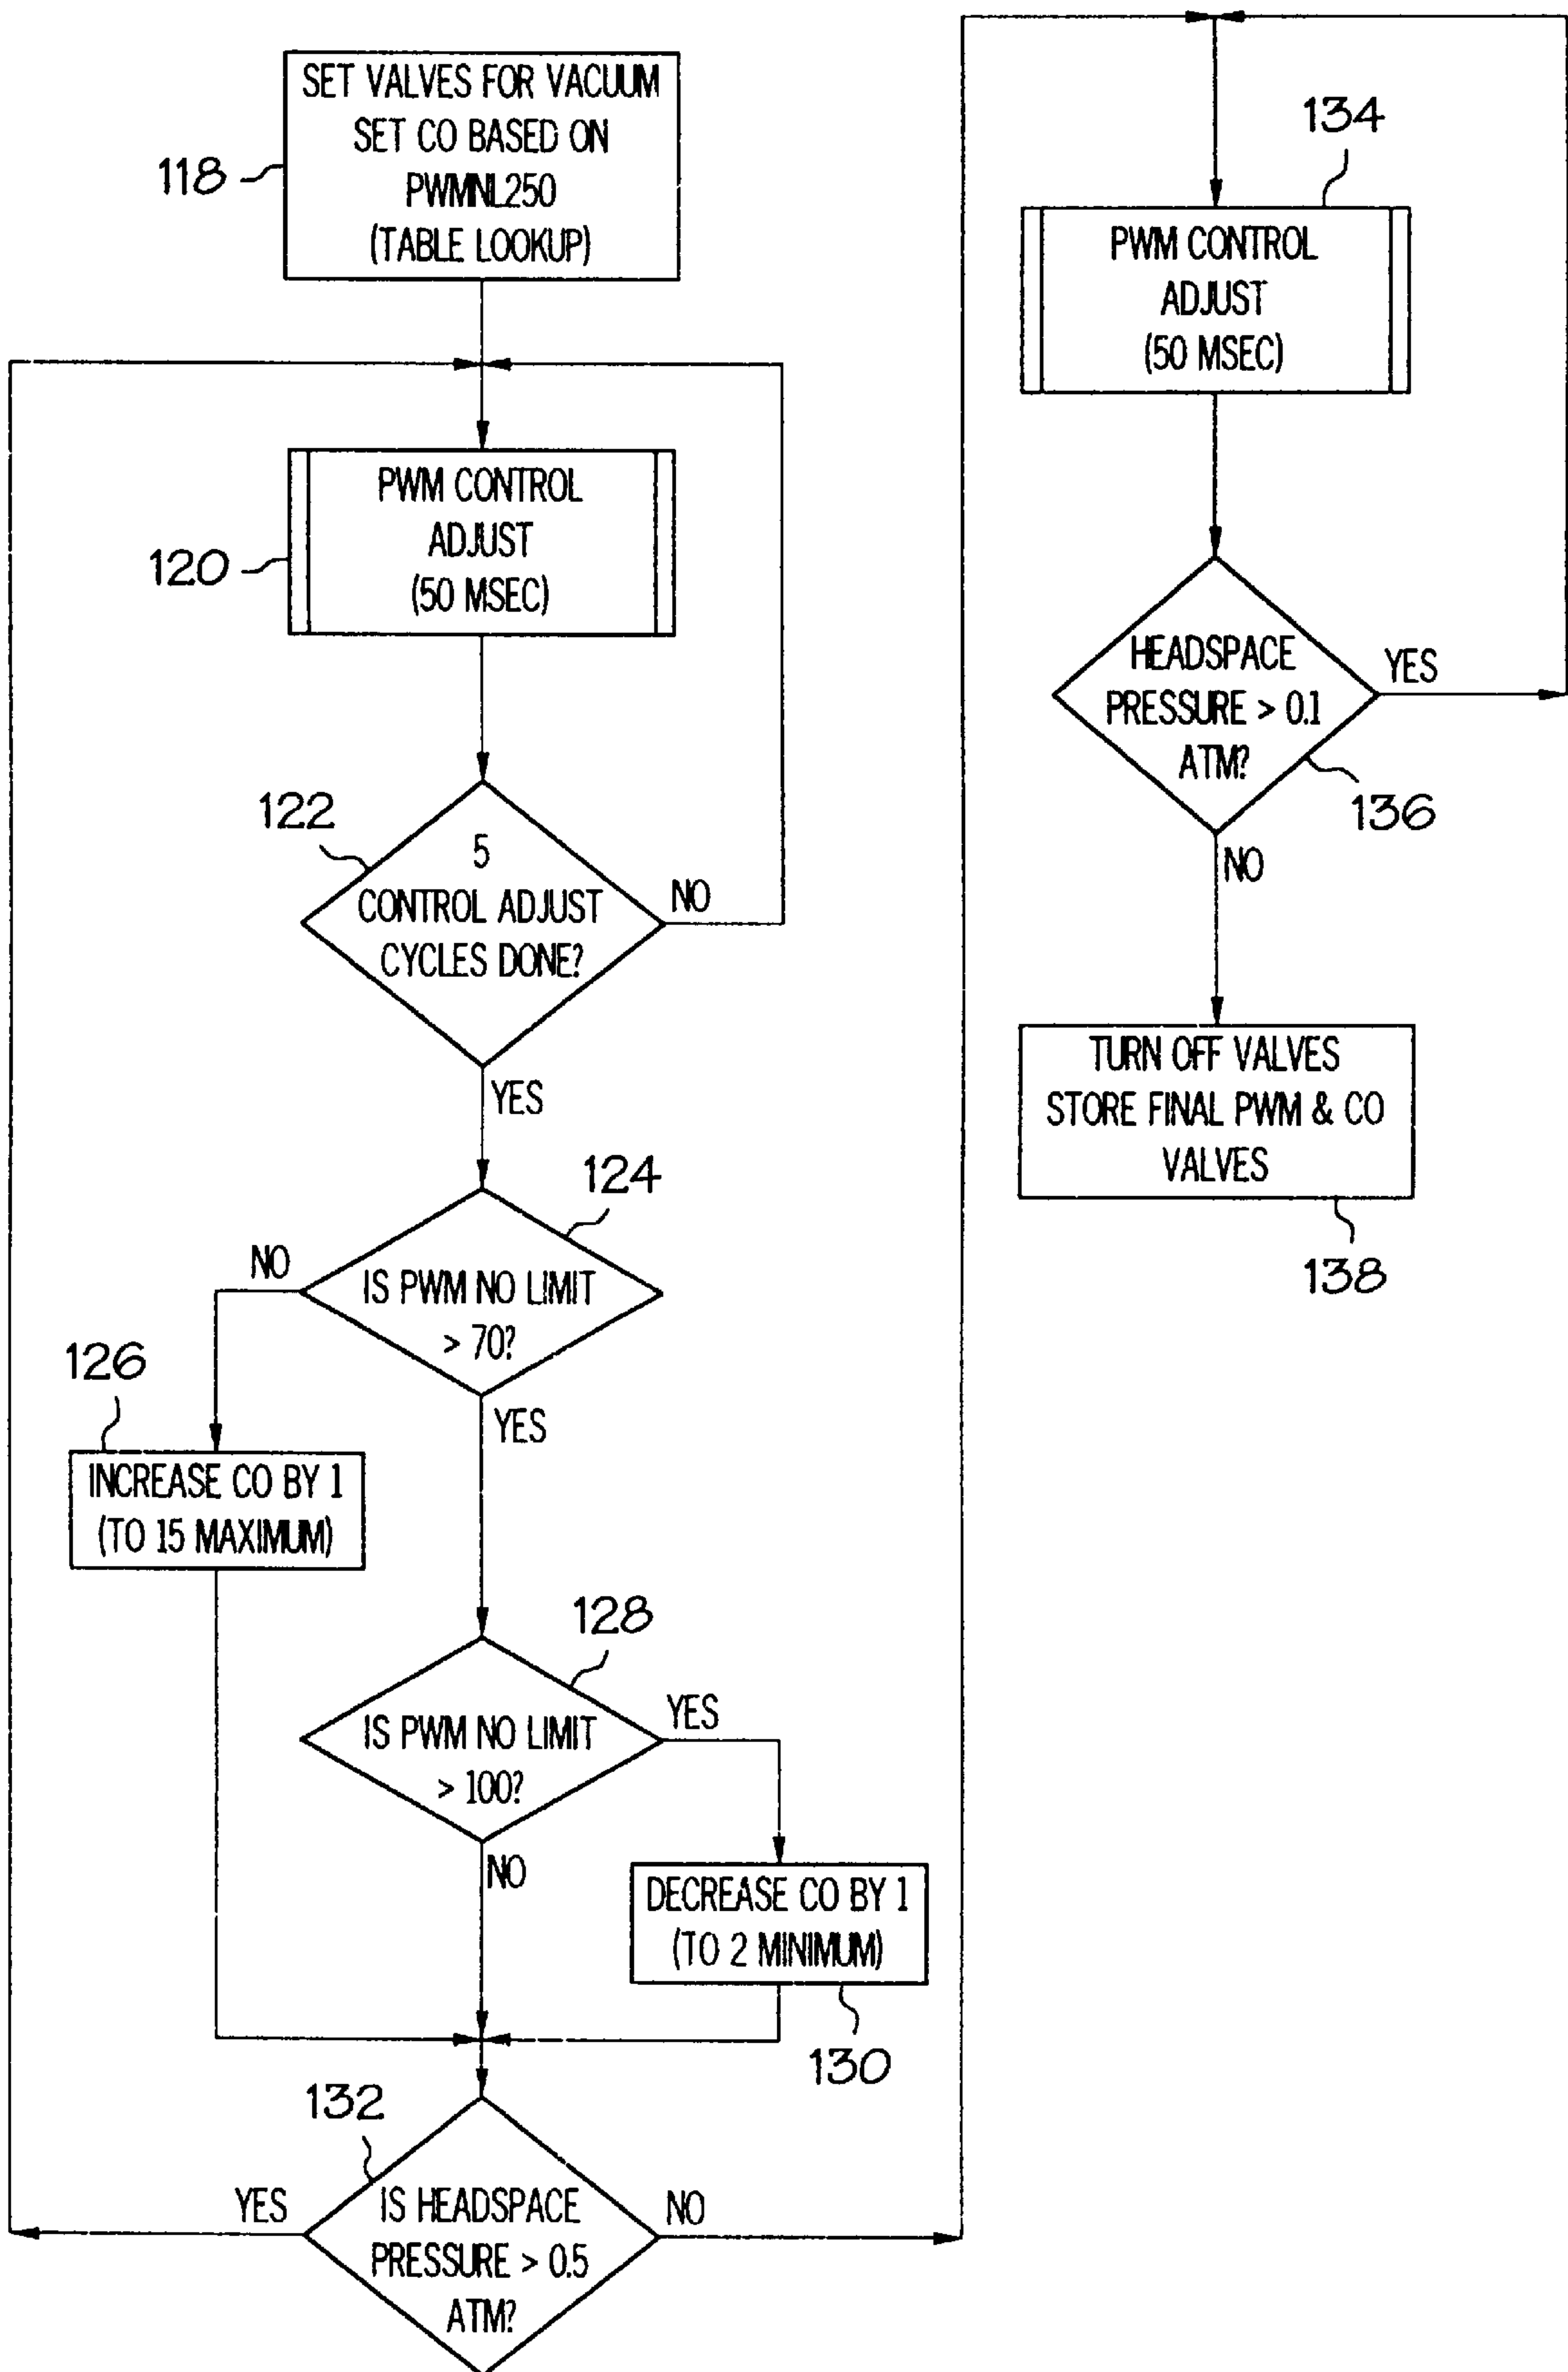 SET VALVES FOR VACUUM
SET CO BASED ON
PWMNL250
(TABLE LOOKUP)
118
PWM CONTROL
ADJUST
(50 MSEC)
120
5
CONTROL ADJUST
CYCLES DONE?
122
NO
YES
124
IS PWM NO LIMIT
> 70?
NO
YES
126
INCREASE CO BY 1
(TO 15 MAXIMUM)
128
IS PWM NO LIMIT
> 100?
YES
NO
DECREASE CO BY 1
(TO 2 MINIMUM)
130
132
IS HEADSPACE
PRESSURE > 0.5
ATM?
YES
NO
134
PWM CONTROL
ADJUST
(50 MSEC)
HEADSPACE
PRESSURE > 0.1
ATM?
YES
136
NO
TURN OFF VALVES
STORE FINAL PWM & CO
VALVES
138